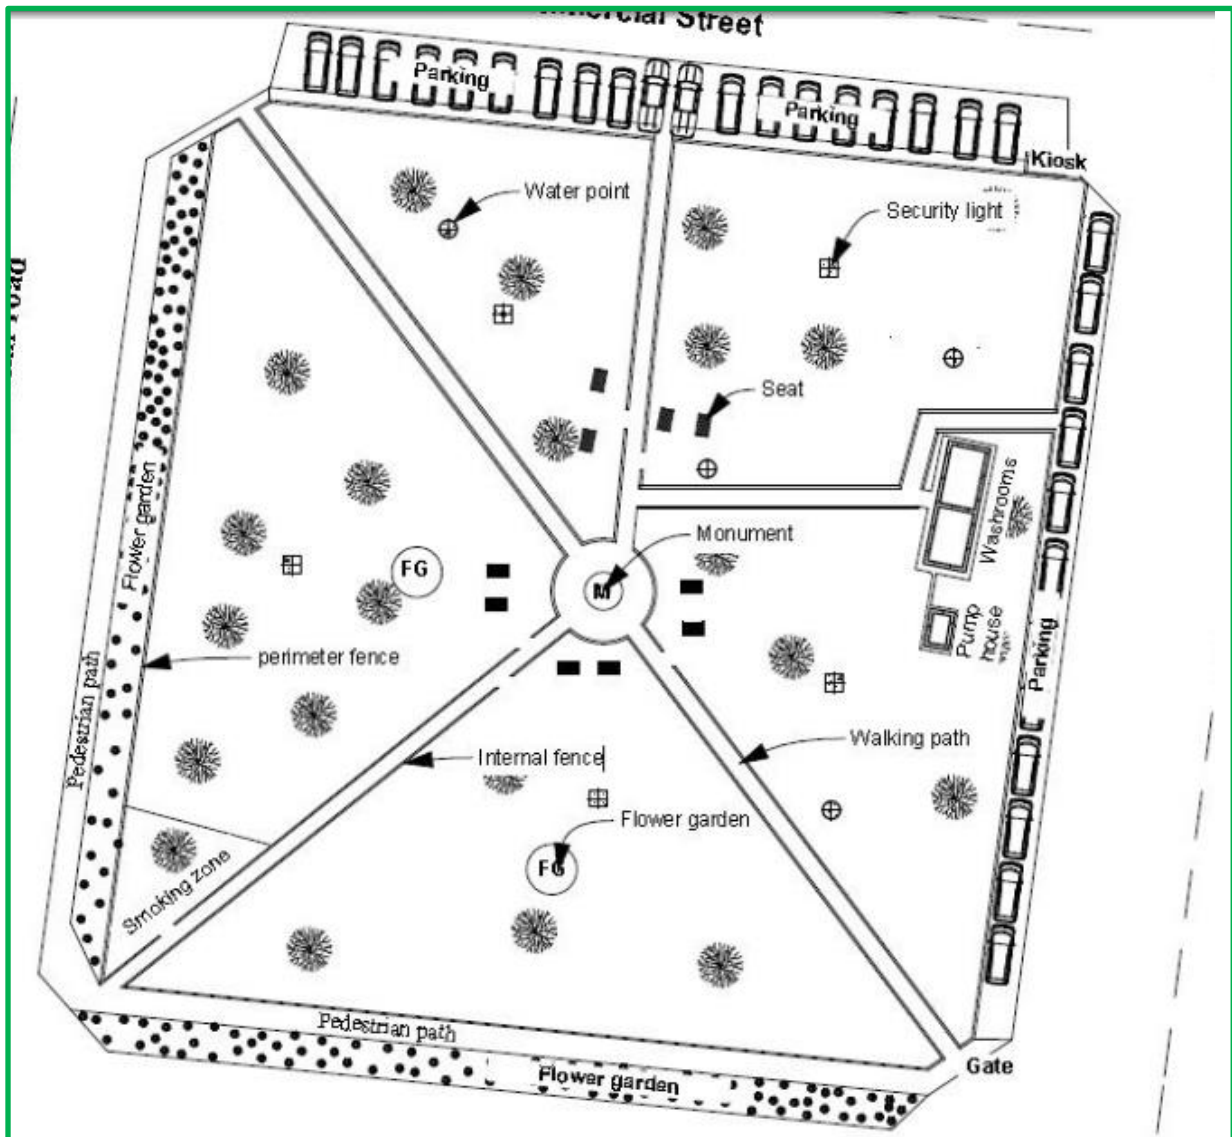 Street
Parking
Parking
Kiosk
Water point
Security light
Seat
Flower garden
Washrooms
Monument
FG
M
Pump
house
perimeter fence
Parking
Pedestrian path
Walking path
Internal fence
Flower garden
FG
Smoking zone
Pedestrian path
Gate
Flower garden